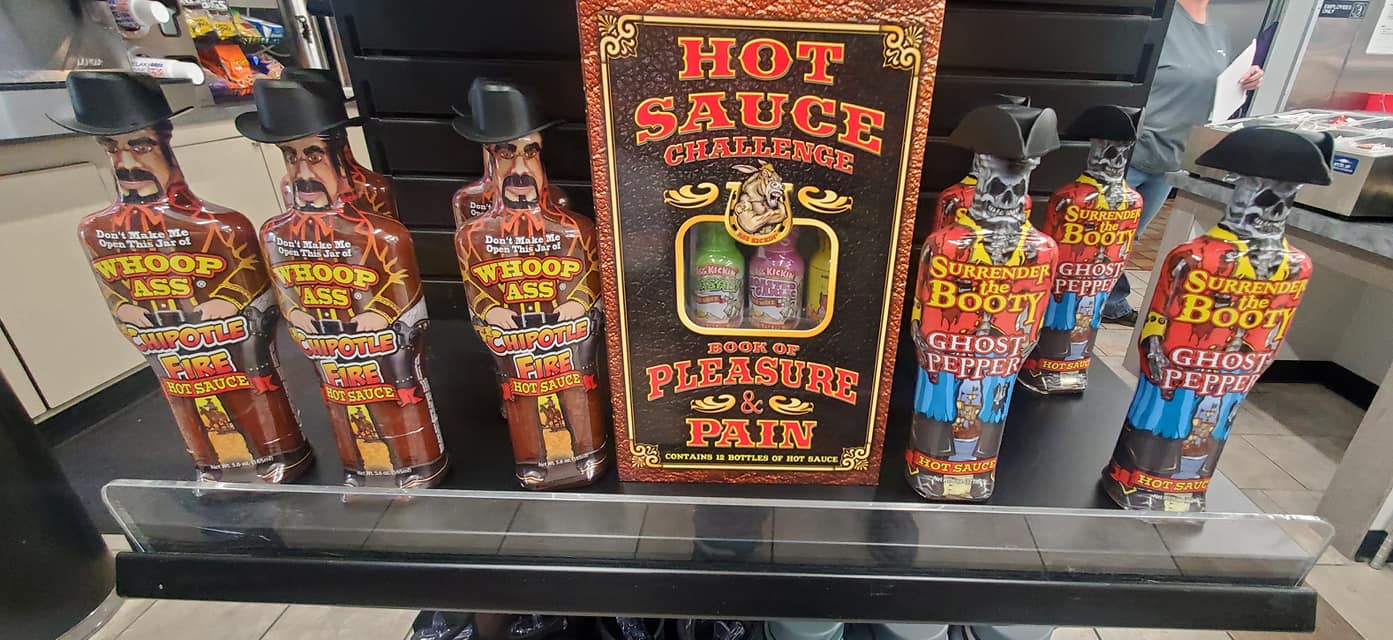 Don't Make Me
Open This Jar of
WHOOP
ASS®
CHIPOTLE
FIRE
HOT SAUCE
Don't Make Me
Open This Jar of
WHOOP
ASS®
CHIPOTLE
FIRE
HOT SAUCE
Don't
Don't Make Me
Open This Jar of
WHOOP
ASS®
CHIPOTLE
FIRE
HOT SAUCE
HOT
SAUCE
CHALLENGE
BOOK OF
PLEASURE
&
PAIN
CONTAINS 12 BOTTLES OF HOT SAUCE
SURRENDER
the
BOOTY
GHOST
PEPPER
HOT SAUCE
SURRENDER
the
BOOTY
GHOST
PEPPER
HOT SAUCE
SURRENDER
the
BOOTY
GHOST
PEPPER
HOT SAUCE
EMPLOYEES
ONLY